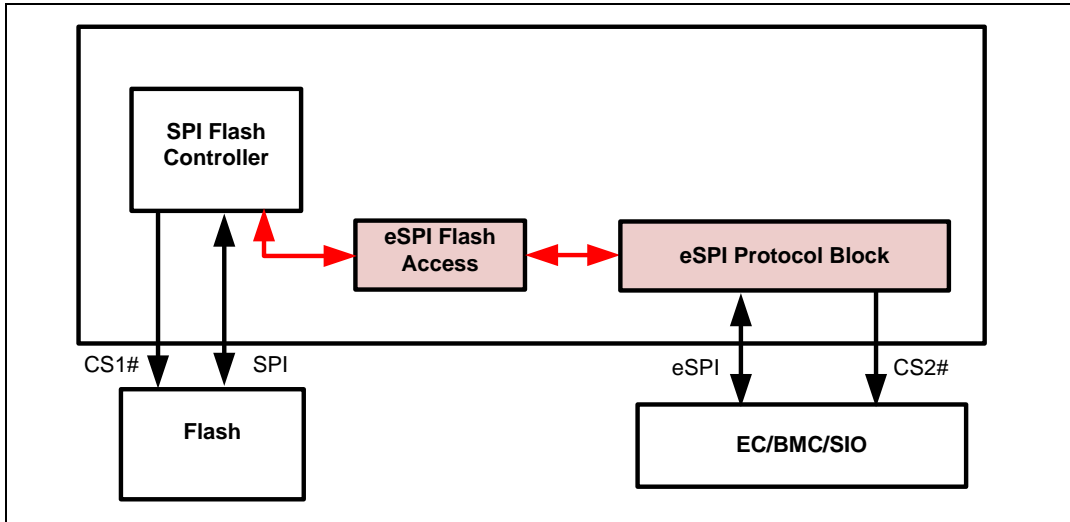 SPI Flash
Controller
eSPI Flash
Access
eSPI Protocol Block
CS1#
SPI
eSPI
CS2#
Flash
EC/BMC/SIO